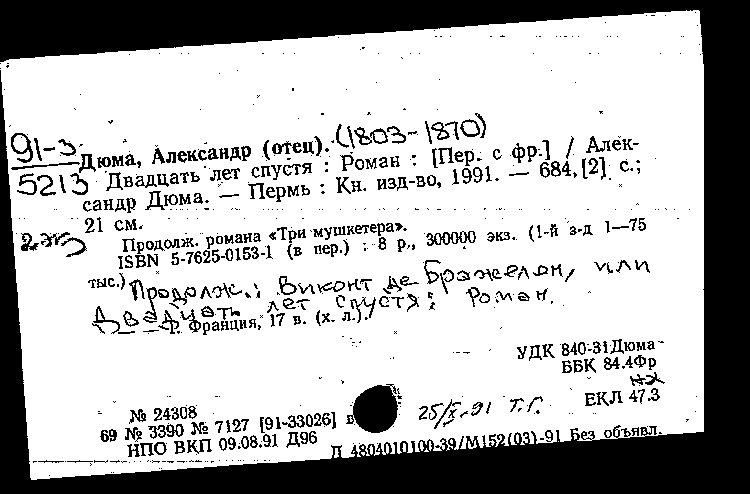 (1803-1870)
91-3
5213
Дюма, Александр (отец).
Двадцать лет спустя : Роман : [Пер. с фр.] / Алек-
сандр Дюма. — Пермь : Кн. изд-во, 1991. — 684,[2] с.;
21 см.
2 экз
Продолж. романа «Три мушкетера».
ISBN 5-7625-0153-1 (в пер.) : 8 р., 300000 экз. (1-й з-д 1—75
тыс.)
Продолж.: Виконт де Бражелон, или
Двадцать лет спустя: Роман.
— — Р. Франция, 17 в. (х. л.).
УДК 840-31Дюма
ББК 84.4Фр
ЕКЛ 47.3
№ 24308
69 № 3390 № 7127 [91-33026] в
НПО ВКП 09.08.91 Д96
25/X-91 Т.Г.
Д 4804010100-39/М152(03)-91 Без объявл.